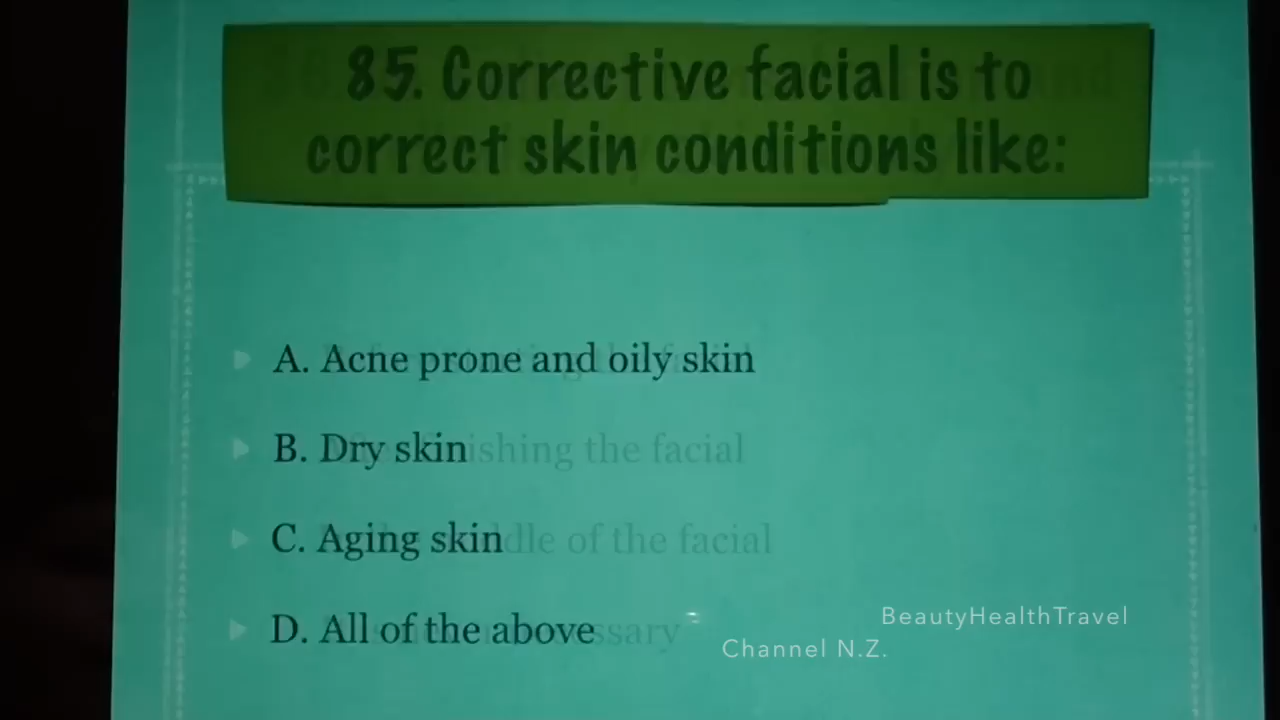 85. Corrective facial is to
correct skin conditions like:
A. Acne prone and oily skin
B. Dry skin
C. Aging skin
D. All of the above
BeautyHealthTravel
Channel N.Z.